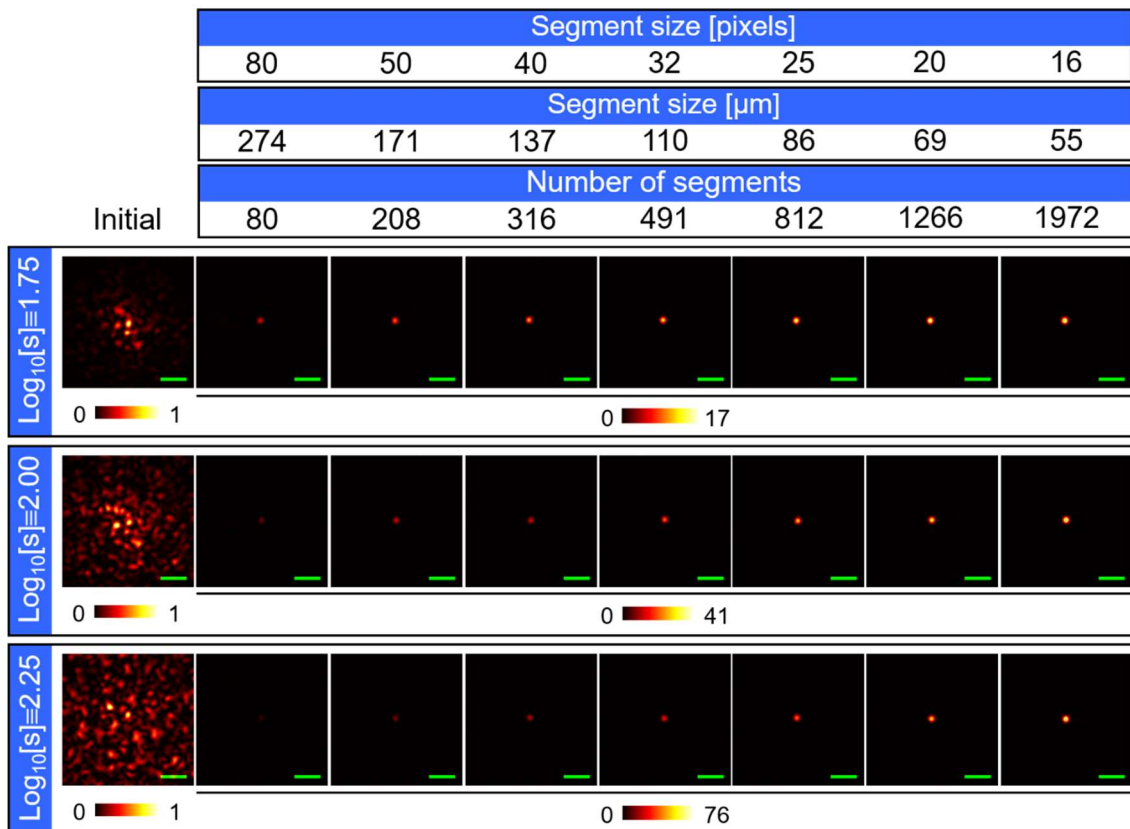 Segment size [pixels]
80 50 40 32 25 20 16
Segment size [µm]
274 171 137 110 86 69 55
Number of segments
Initial 80 208 316 491 812 1266 1972
Log10[s]=1.75
0 1 0 17
Log10[s]=2.00
0 1 0 41
Log10[s]=2.25
0 1 0 76